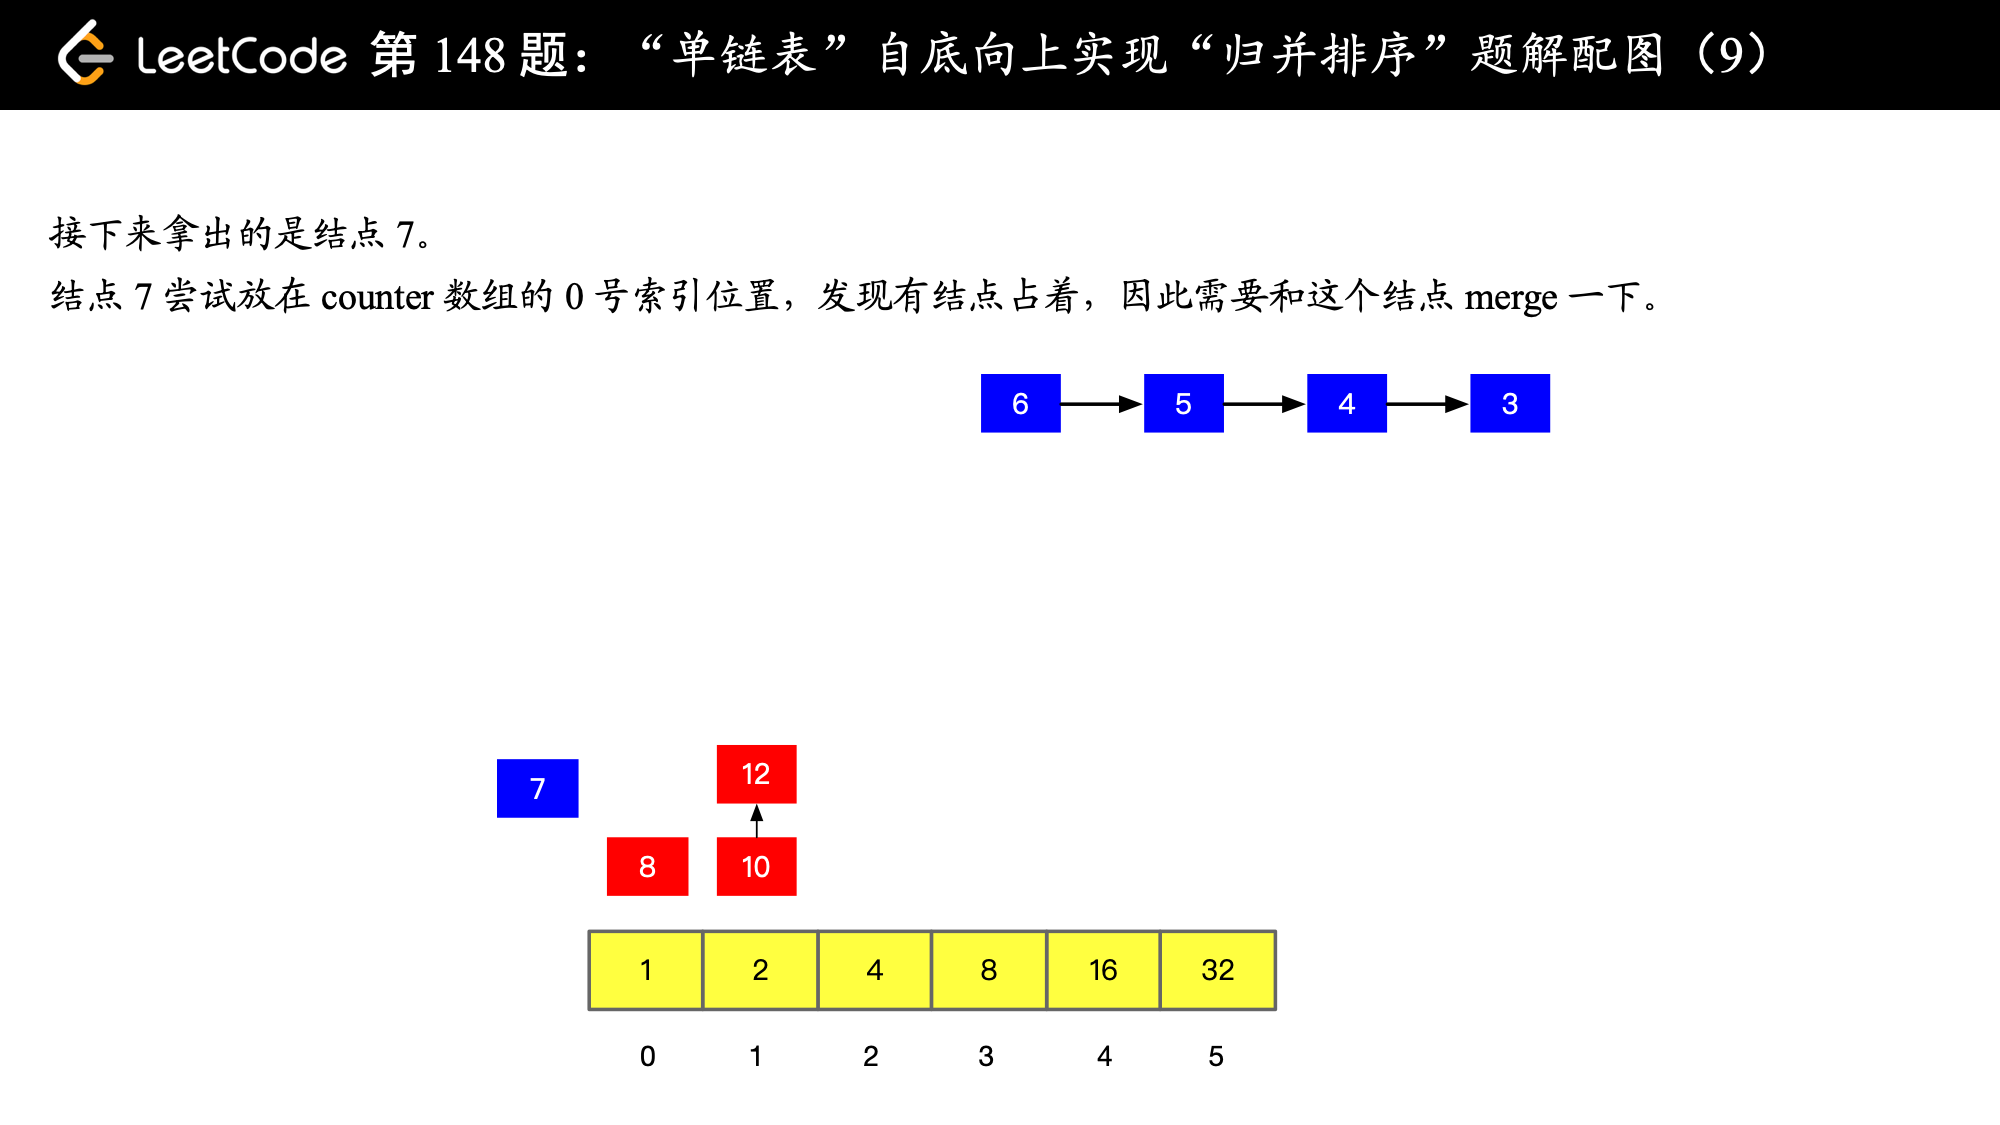 LeetCode 第 148 题：“单链表”自底向上实现“归并排序”题解配图（9）
接下来拿出的是结点 7。
结点 7 尝试放在 counter 数组的 0 号索引位置，发现有结点占着，因此需要和这个结点 merge 一下。
6 5 4 3
12
7
8 10
1 2 4 8 16 32
0 1 2 3 4 5